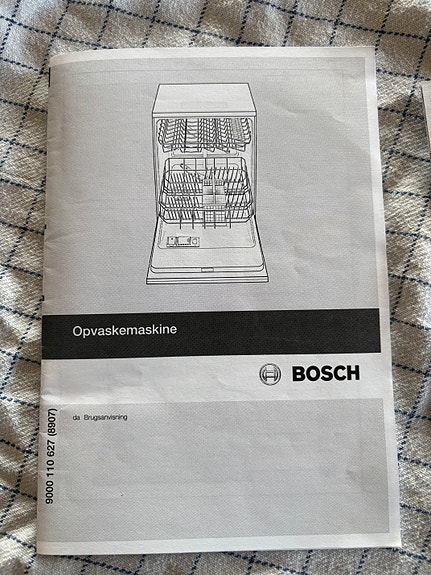 Opvaskemaskine
BOSCH
da Brugsanvisning
9000 110 627 (8907)